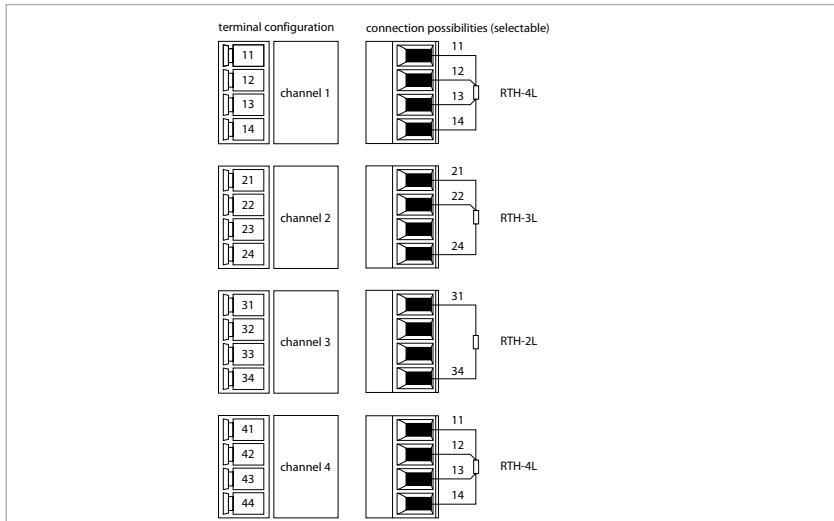 terminal configuration
connection possibilities (selectable)
11
12
13
14
channel 1
11
12
13
14
RTH-4L
21
22
23
24
channel 2
21
22
24
RTH-3L
31
32
33
34
channel 3
31
34
RTH-2L
41
42
43
44
channel 4
11
12
13
14
RTH-4L